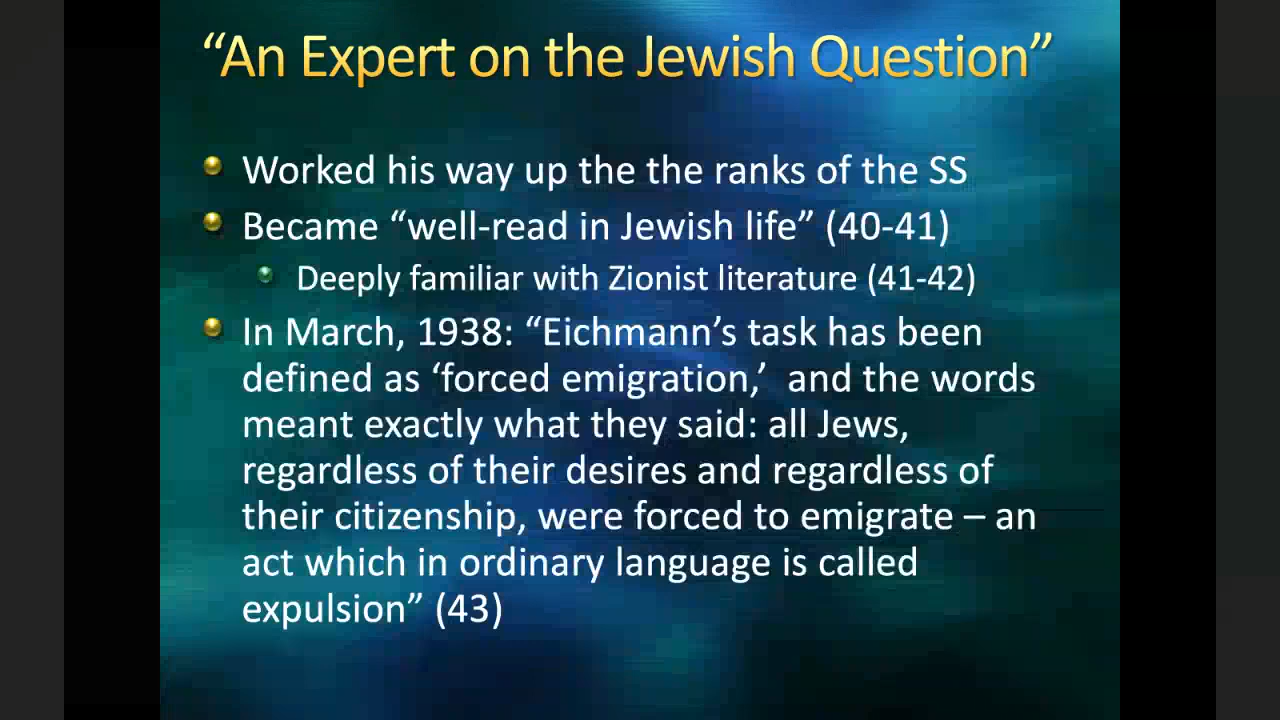 “An Expert on the Jewish Question”
Worked his way up the the ranks of the SS
Became “well-read in Jewish life” (40-41)
Deeply familiar with Zionist literature (41-42)
In March, 1938: “Eichmann’s task has been
defined as ‘forced emigration,’ and the words
meant exactly what they said: all Jews,
regardless of their desires and regardless of
their citizenship, were forced to emigrate – an
act which in ordinary language is called
expulsion” (43)